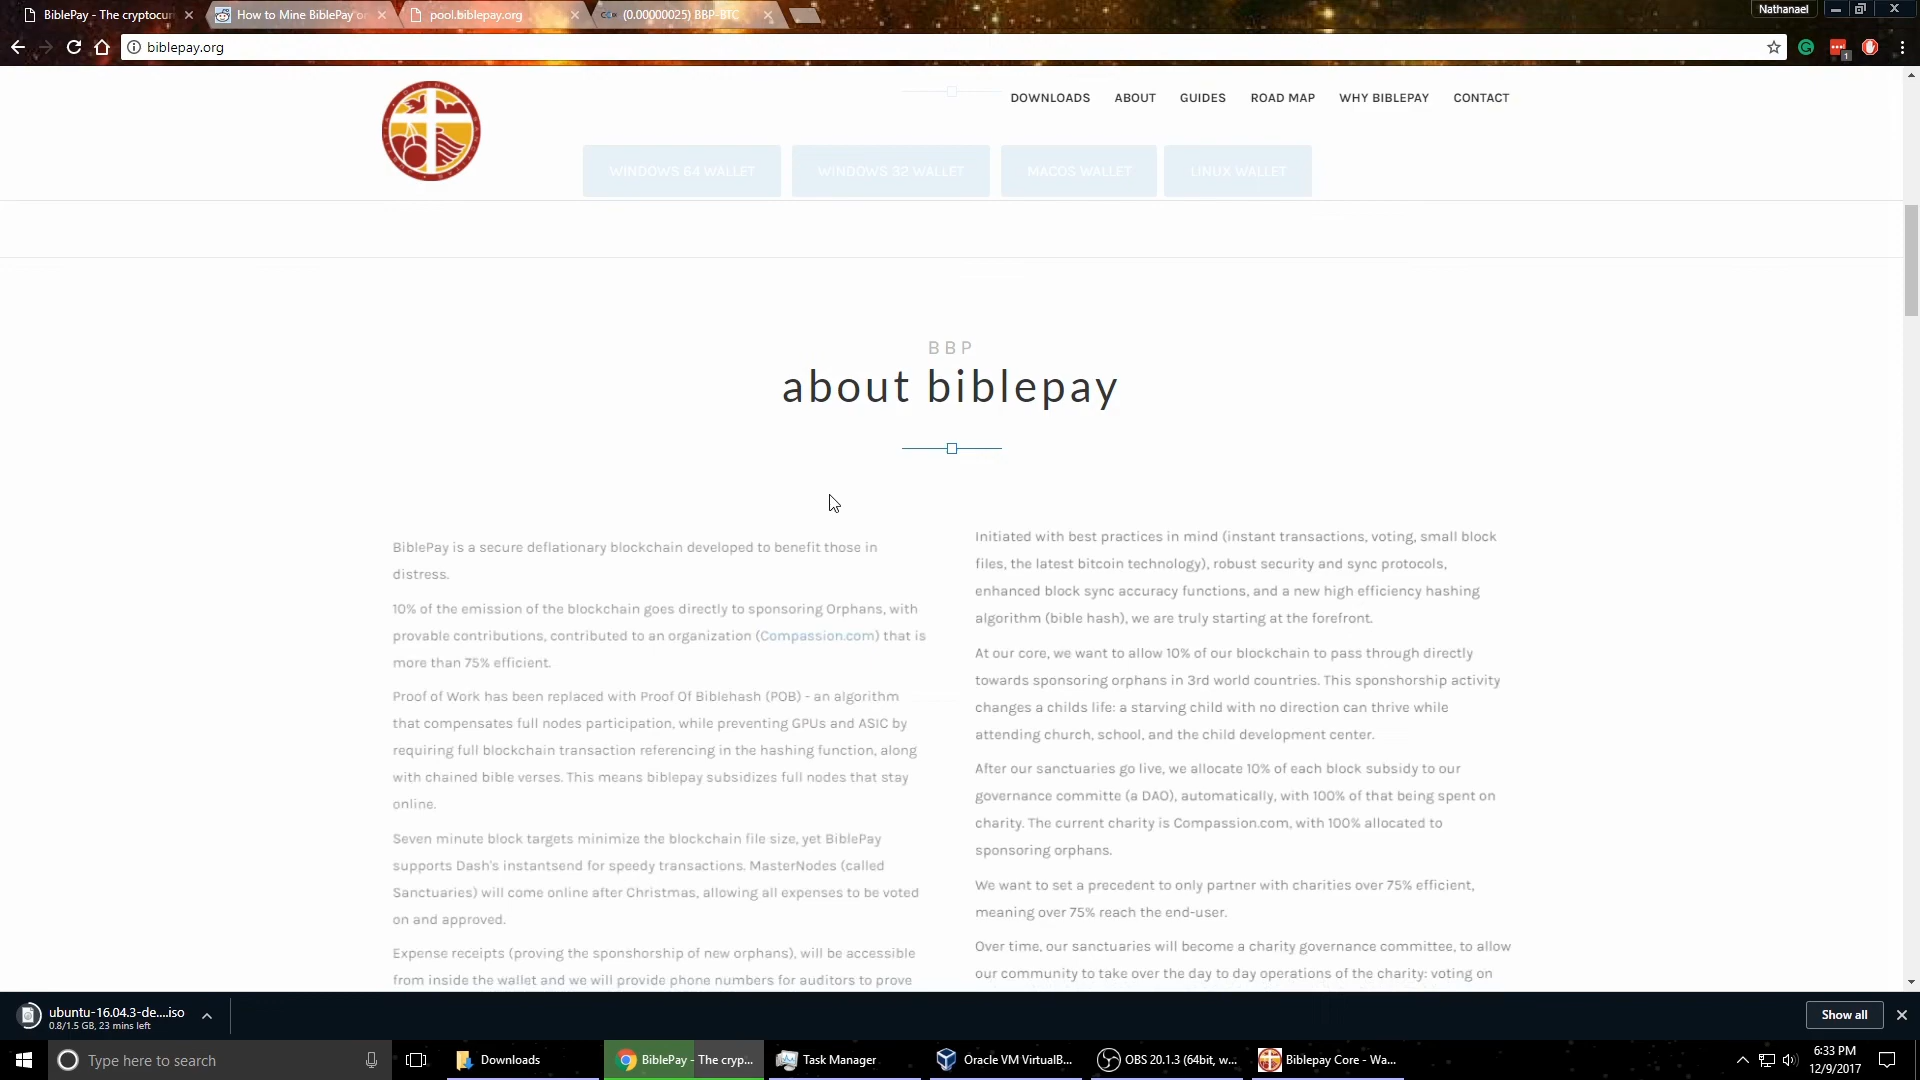 BiblePay - The cryptocur
How to Mine BiblePay on
pool.biblepay.org
(0.00000025) BBP-BTC
Nathanael
biblepay.org
1
DOWNLOADS
ABOUT
GUIDES
ROAD MAP
WHY BIBLEPAY
CONTACT
WINDOWS 64 WALLET
WINDOWS 32 WALLET
MACOS WALLET
LINUX WALLET
BBP
about biblepay
BiblePay is a secure deflationary blockchain developed to benefit those in
distress.
10% of the emission of the blockchain goes directly to sponsoring Orphans, with
provable contributions, contributed to an organization (Compassion.com) that is
more than 75% efficient.
Proof of Work has been replaced with Proof Of Biblehash (POB) - an algorithm
that compensates full nodes participation, while preventing GPUs and ASIC by
requiring full blockchain transaction referencing in the hashing function, along
with chained bible verses. This means biblepay subsidizes full nodes that stay
online.
Seven minute block targets minimize the blockchain file size, yet BiblePay
supports Dash's instantsend for speedy transactions. MasterNodes (called
Sanctuaries) will come online after Christmas, allowing all expenses to be voted
on and approved.
Expense receipts (proving the sponshorship of new orphans), will be accessible
from inside the wallet and we will provide phone numbers for auditors to prove
Initiated with best practices in mind (instant transactions, voting, small block
files, the latest bitcoin technology), robust security and sync protocols,
enhanced block sync accuracy functions, and a new high efficiency hashing
algorithm (bible hash), we are truly starting at the forefront.
At our core, we want to allow 10% of our blockchain to pass through directly
towards sponsoring orphans in 3rd world countries. This sponshorship activity
changes a childs life: a starving child with no direction can thrive while
attending church, school, and the child development center.
After our sanctuaries go live, we allocate 10% of each block subsidy to our
governance committe (a DAO), automatically, with 100% of that being spent on
charity. The current charity is Compassion.com, with 100% allocated to
sponsoring orphans.
We want to set a precedent to only partner with charities over 75% efficient,
meaning over 75% reach the end-user.
Over time, our sanctuaries will become a charity governance committee, to allow
our community to take over the day to day operations of the charity: voting on
ubuntu-16.04.3-de....iso
0.8/1.5 GB, 23 mins left
Show all
Type here to search
Downloads
BiblePay - The cryp...
Task Manager
Oracle VM VirtualB...
OBS 20.1.3 (64bit, w...
Biblepay Core - Wa...
6:33 PM
12/9/2017